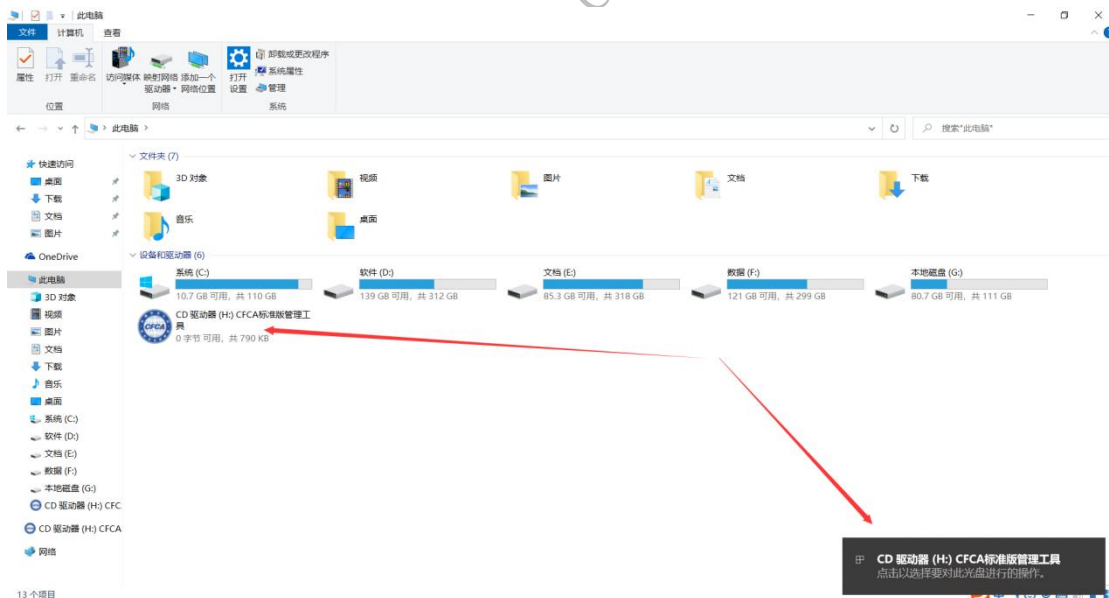 此电脑
文件 计算机 查看
属性 打开 重命名 访问媒体 映射网络驱动器 添加一个网络位置 打开设置 卸载或更改程序
系统属性
管理
位置 网络 系统
此电脑
搜索"此电脑"
快速访问
桌面
下载
文档
图片
OneDrive
此电脑
3D 对象
视频
图片
文档
下载
音乐
桌面
系统 (C:)
软件 (D:)
文档 (E:)
数据 (F:)
本地磁盘 (G:)
CD 驱动器 (H:) CFC
CD 驱动器 (H:) CFCA
网络
文件夹 (7)
3D 对象 视频 图片 文档 下载
音乐 桌面
设备和驱动器 (6)
系统 (C:) 软件 (D:) 文档 (E:) 数据 (F:) 本地磁盘 (G:)
10.7 GB 可用, 共 110 GB 139 GB 可用, 共 312 GB 85.3 GB 可用, 共 318 GB 121 GB 可用, 共 299 GB 80.7 GB 可用, 共 111 GB
CFCA
CD 驱动器 (H:) CFCA标准版管理工
具
0 字节 可用, 共 790 KB
CD 驱动器 (H:) CFCA标准版管理工具
点击以选择要对此光盘进行的操作。
13 个项目